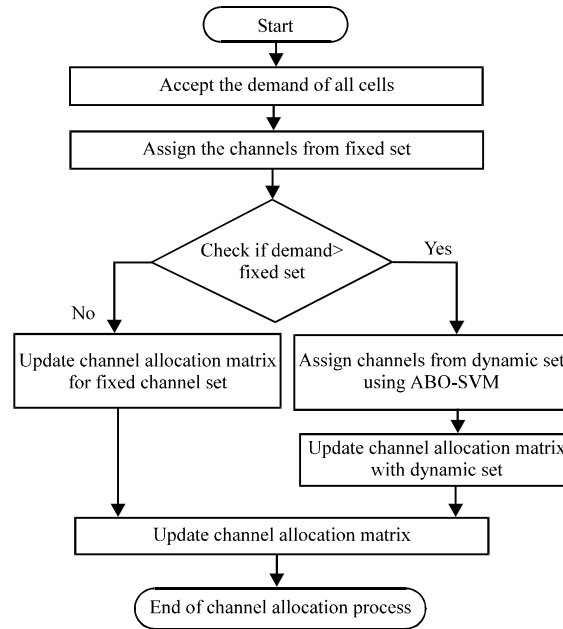 Start
Accept the demand of all cells
Assign the channels from fixed set
Check if demand>
fixed set
Yes
No
Update channel allocation matrix
for fixed channel set
Assign channels from dynamic set
using ABO-SVM
Update channel allocation matrix
with dynamic set
Update channel allocation matrix
End of channel allocation process